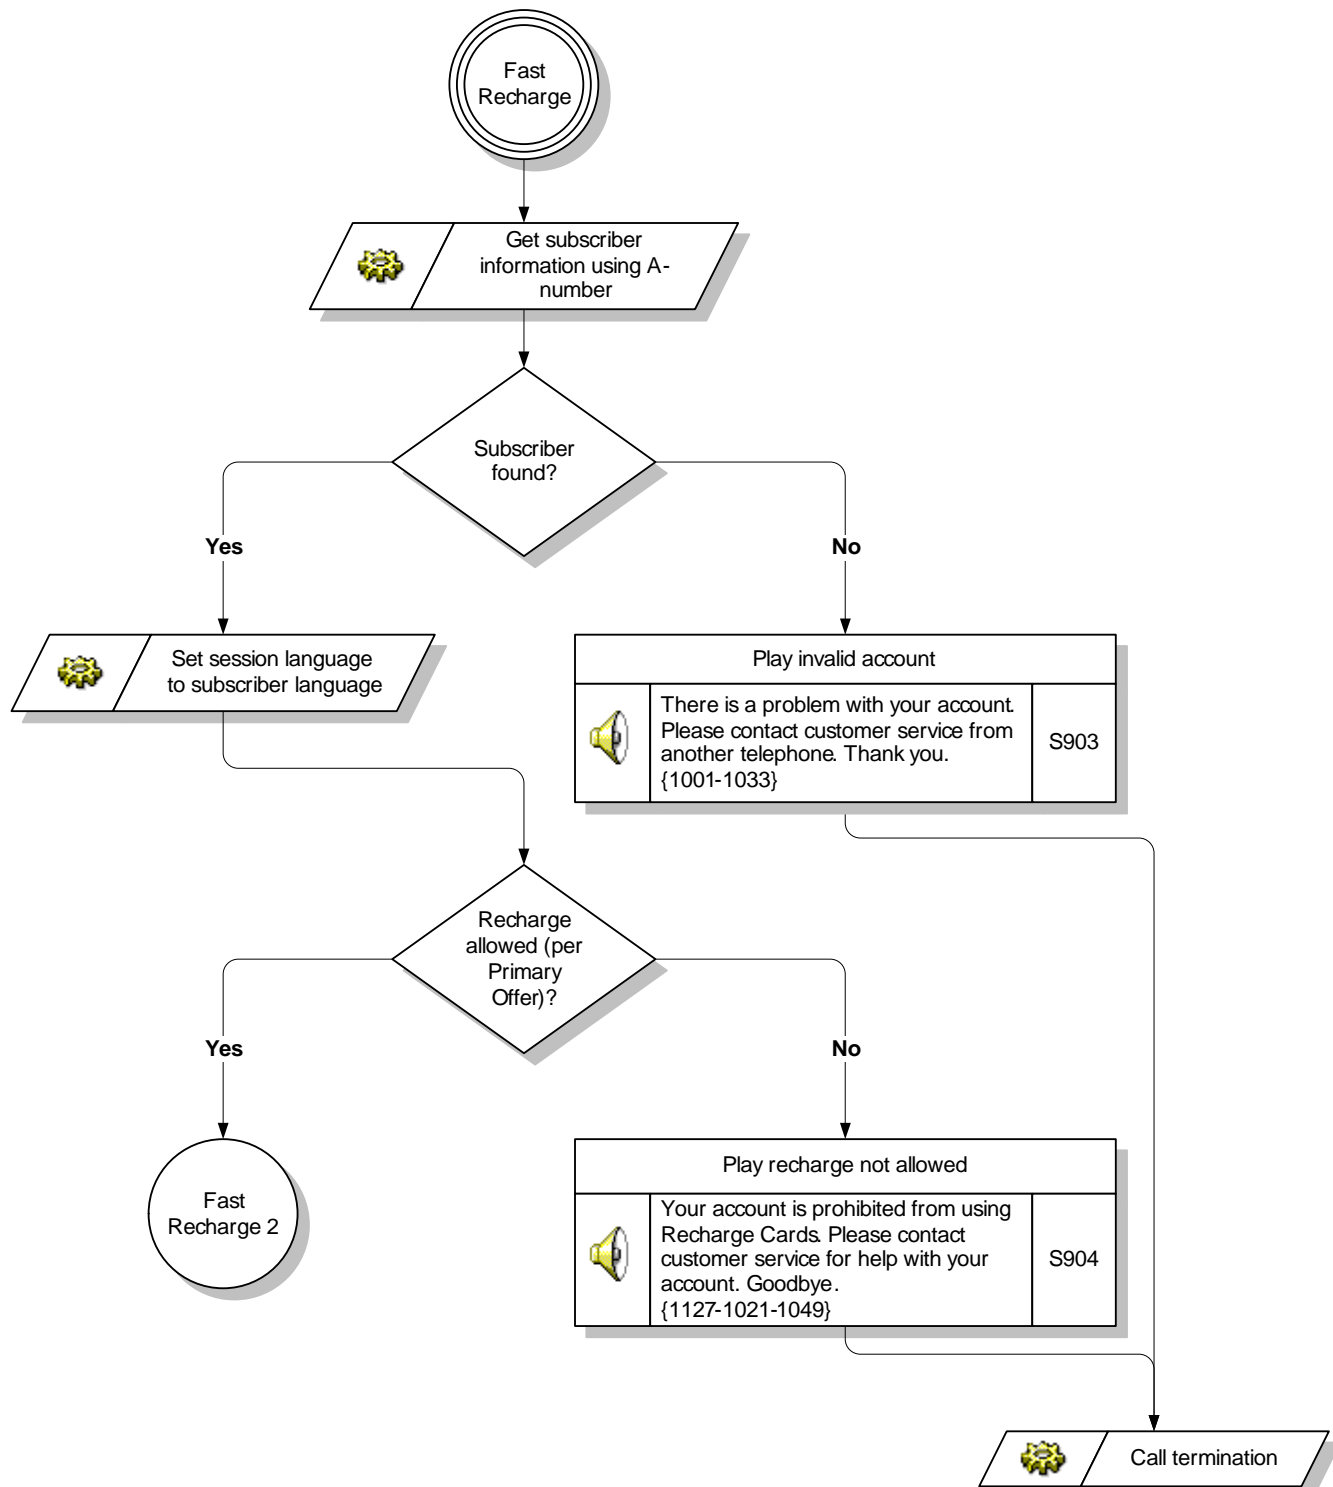 Fast
Recharge
Get subscriber
information using A-
number
Subscriber
found?
Yes
No
Set session language
to subscriber language
Play invalid account
There is a problem with your account.
Please contact customer service from
another telephone. Thank you.
{1001-1033}
S903
Recharge
allowed (per
Primary
Offer)?
Yes
No
Fast
Recharge 2
Play recharge not allowed
Your account is prohibited from using
Recharge Cards. Please contact
customer service for help with your
account. Goodbye.
{1127-1021-1049}
S904
Call termination